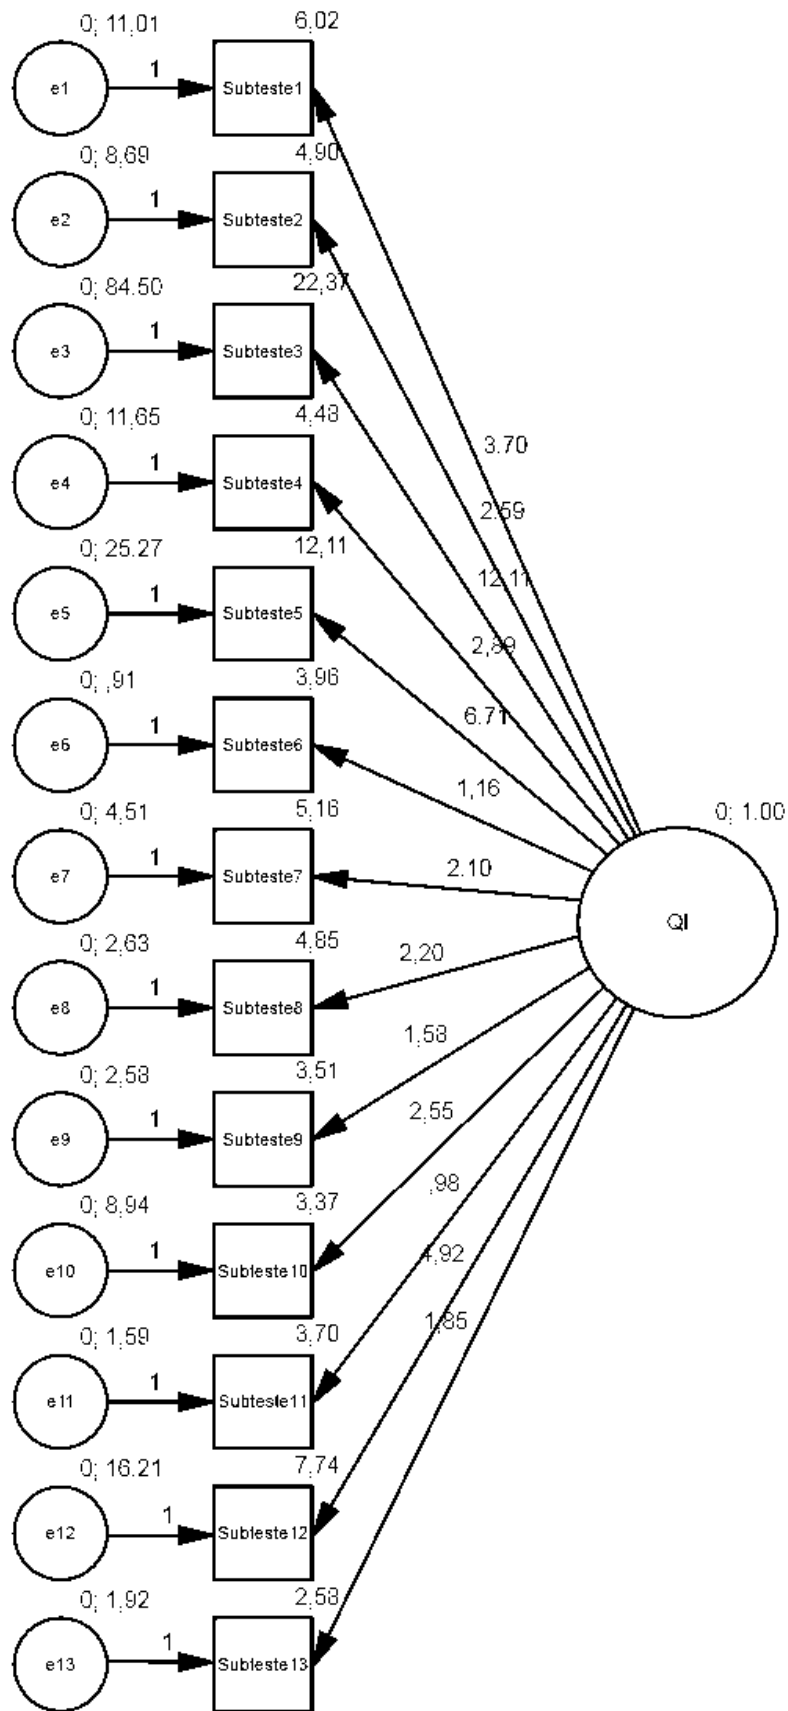 0; 11,01
6,02
e1
1
Subteste1
0; 8,69
4,90
e2
1
Subteste2
0; 84.50
22,37
e3
1
Subteste3
0; 11,65
4,48
e4
1
Subteste4
0; 25.27
12,11
e5
1
Subteste5
0; ,91
3,96
e6
1
Subteste6
0; 4,51
5,16
e7
1
Subteste7
0; 2,63
4,85
e8
1
Subteste8
0; 2,58
3,51
e9
1
Subteste9
0; 8,94
3,37
e10
1
Subteste10
0; 1,59
3,70
e11
1
Subteste11
0; 16.21
7,74
e12
1
Subteste12
0; 1,92
2,58
e13
1
Subteste13
3.70
2.59
12.11
2,89
6.71
1,16
2.10
2,20
1,58
2,55
,98
4,92
1,85
0; 1.00
QI